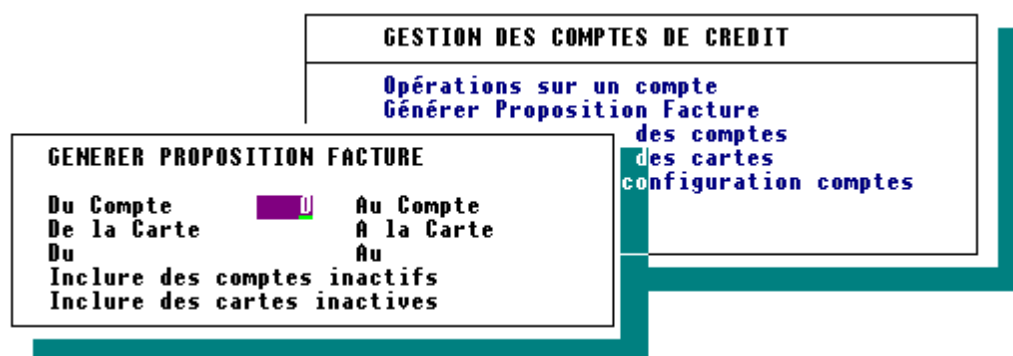 GESTION DES COMPTES DE CREDIT
Opérations sur un compte
Générer Proposition Facture
des comptes
des cartes
configuration comptes
GENERER PROPOSITION FACTURE
Du Compte 0 Au Compte
De la Carte A la Carte
Du Au
Inclure des comptes inactifs
Inclure des cartes inactives